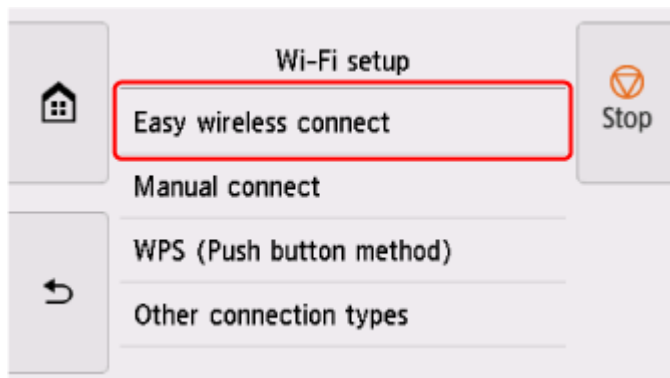 Wi-Fi setup
Easy wireless connect
Stop
Manual connect
WPS (Push button method)
Other connection types